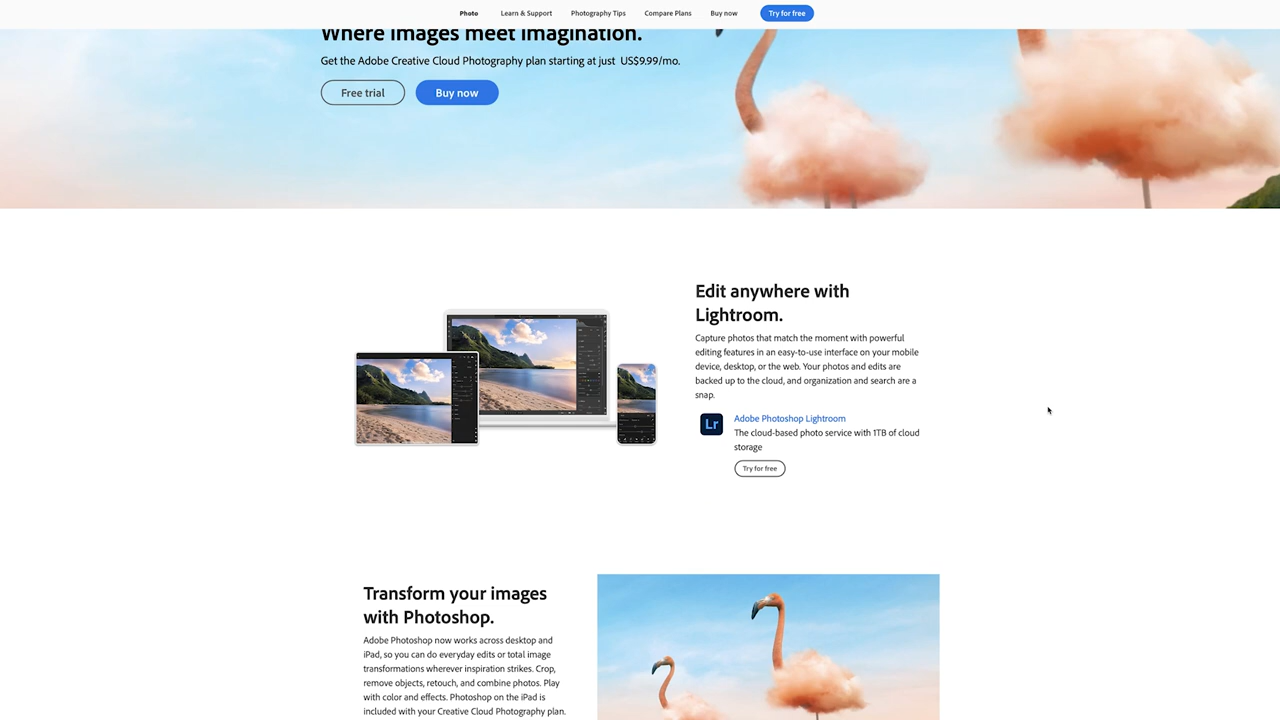 Photo Learn & Support Photography Tips Compare Plans Buy now Try for free
Where images meet imagination.
Get the Adobe Creative Cloud Photography plan starting at just US$9.99/mo.
Free trial Buy now
Edit anywhere with
Lightroom.
Capture photos that match the moment with powerful
editing features in an easy-to-use interface on your mobile
device, desktop, or the web. Your photos and edits are
backed up to the cloud, and organization and search are a
snap.
Lr
Adobe Photoshop Lightroom
The cloud-based photo service with 1TB of cloud
storage
Try for free
Transform your images
with Photoshop.
Adobe Photoshop now works across desktop and
iPad, so you can do everyday edits or total image
transformations wherever inspiration strikes. Crop,
remove objects, retouch, and combine photos. Play
with color and effects. Photoshop on the iPad is
included with your Creative Cloud Photography plan.